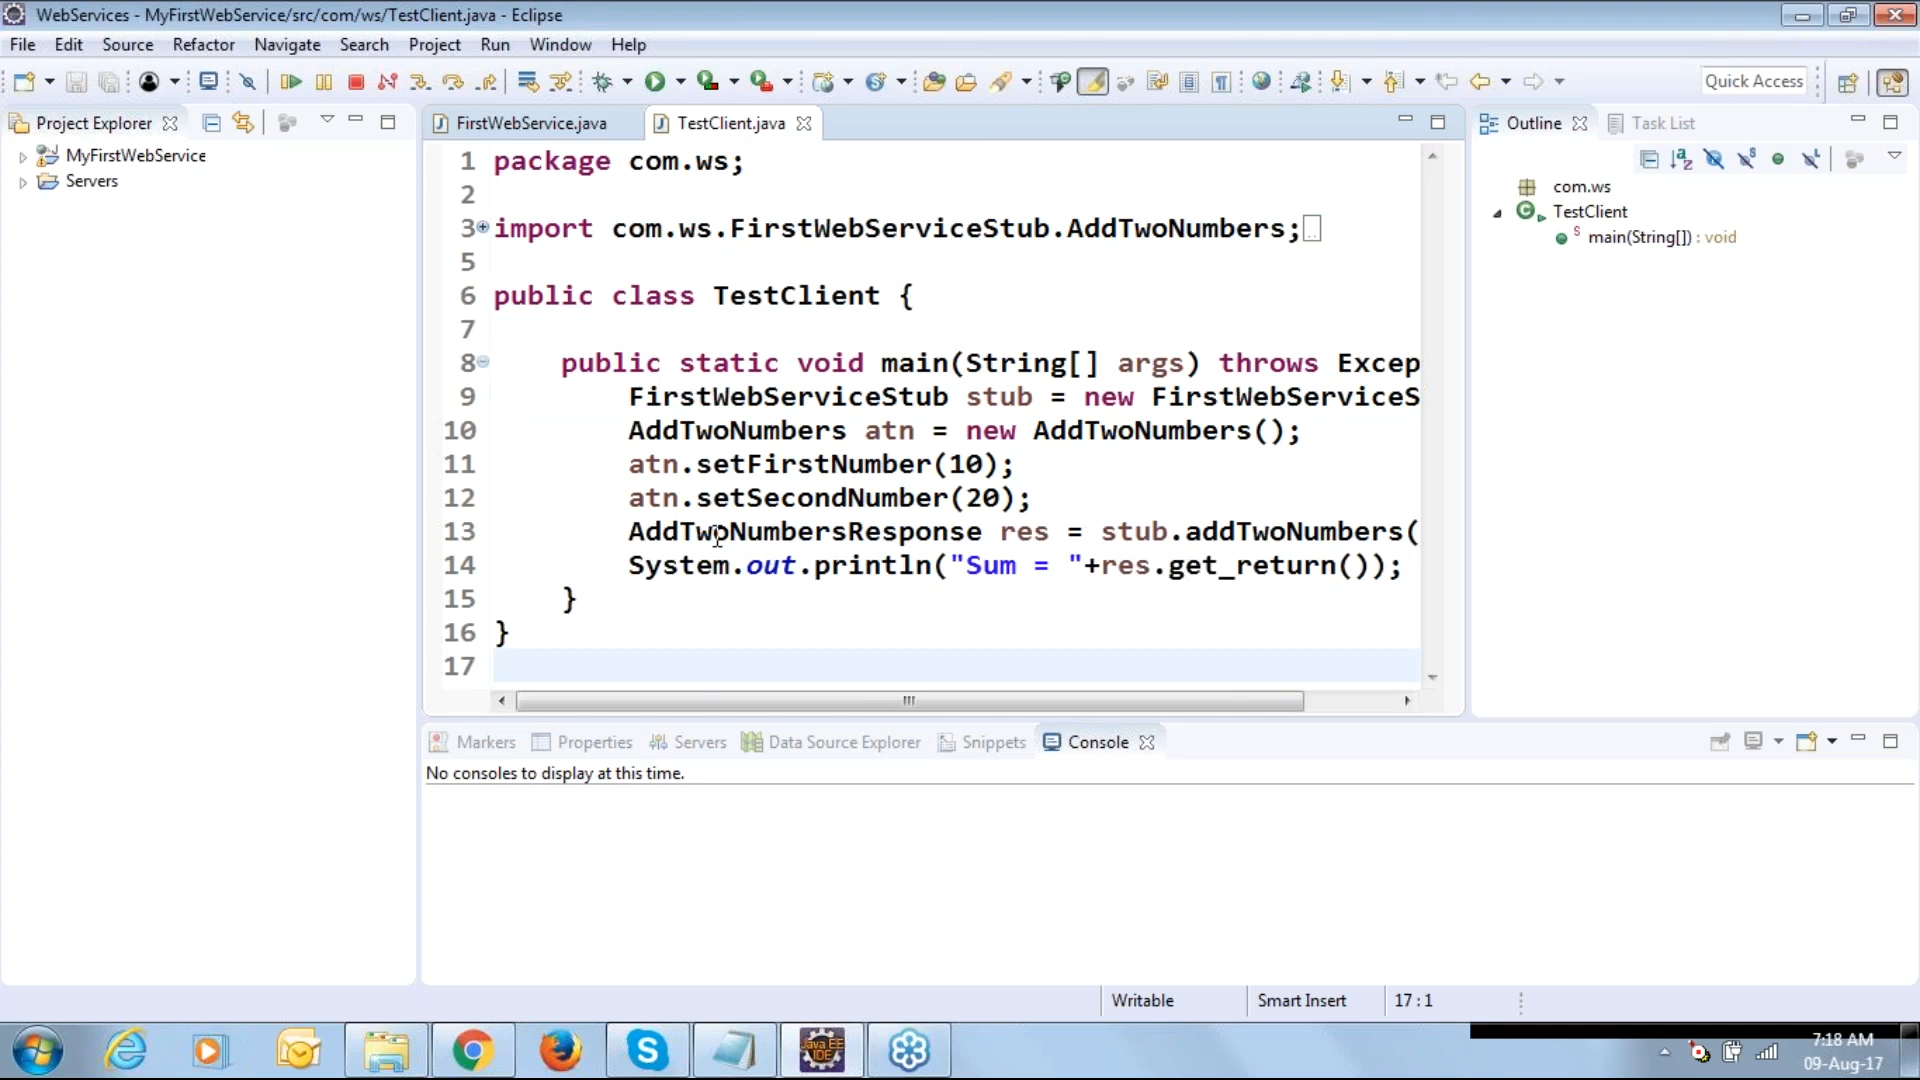 WebServices - MyFirstWebService/src/com/ws/TestClient.java - Eclipse
File Edit Source Refactor Navigate Search Project Run Window Help
Quick Access
Project Explorer
MyFirstWebService
Servers
FirstWebService.java
TestClient.java
1 package com.ws;
2
3 import com.ws.FirstWebServiceStub.AddTwoNumbers;
5
6 public class TestClient {
7
8 public static void main(String[] args) throws Excep
9 FirstWebServiceStub stub = new FirstWebServiceS
10 AddTwoNumbers atn = new AddTwoNumbers();
11 atn.setFirstNumber(10);
12 atn.setSecondNumber(20);
13 AddTwoNumbersResponse res = stub.addTwoNumbers(
14 System.out.println("Sum = "+res.get_return());
15 }
16 }
17
Outline
Task List
com.ws
TestClient
main(String[]) : void
Markers Properties Servers Data Source Explorer Snippets Console
No consoles to display at this time.
Writable Smart Insert 17 : 1
Java EE
IDE
7:18 AM
09-Aug-17